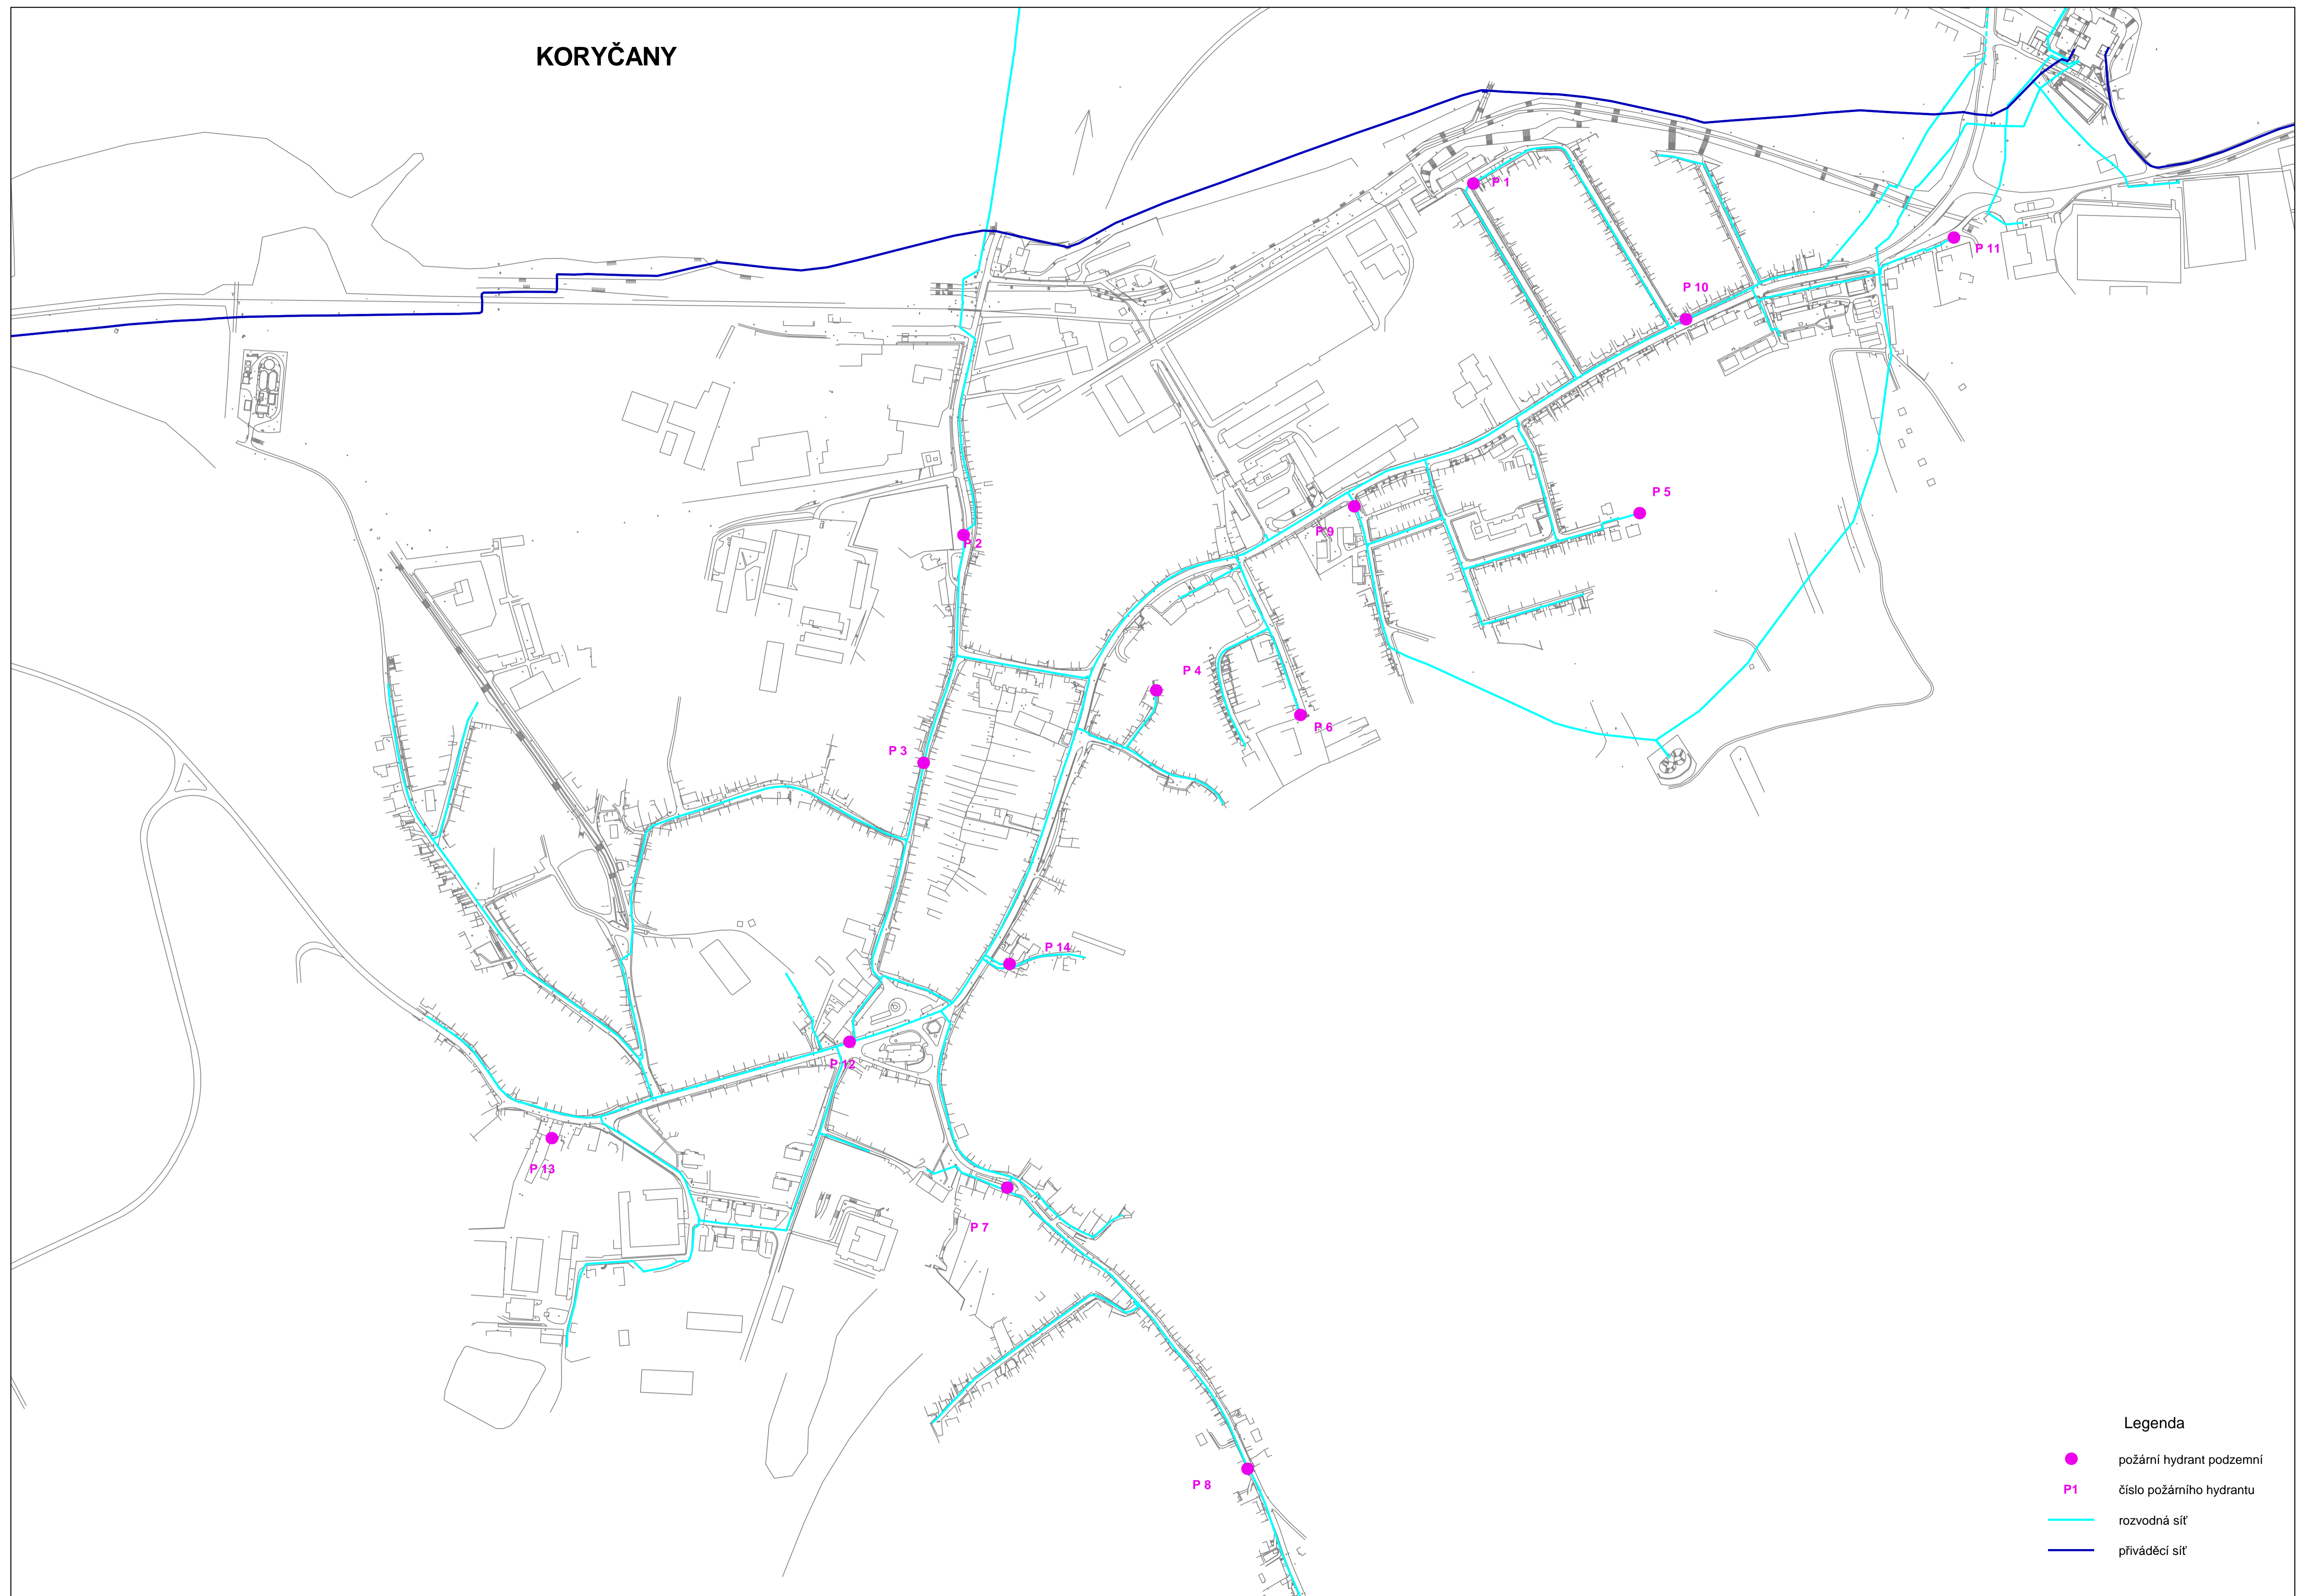 KORYČANY
P 1
P 11
P 10
P 5
P 9
P 2
P 4
P 6
P 3
P 14
P 12
P 13
P 7
P 8
Legenda
požární hydrant podzemní
P1 číslo požárního hydrantu
rozvodná síť
přiváděcí síť